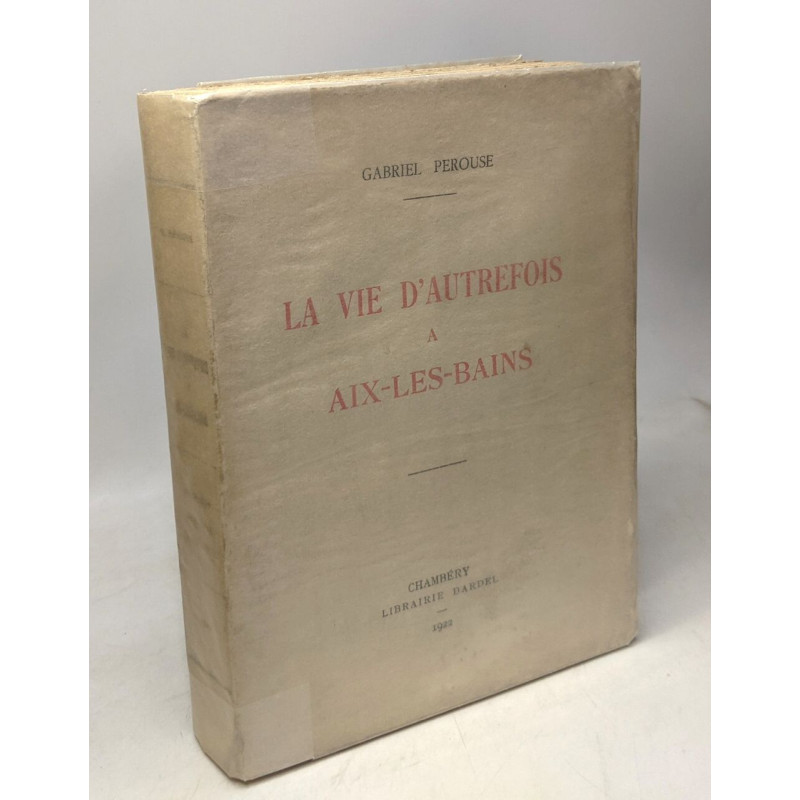 GABRIEL PEROUSE
LA VIE D'AUTREFOIS
A
AIX-LES-BAINS
CHAMBÉRY
LIBRAIRIE DARDEL
1922